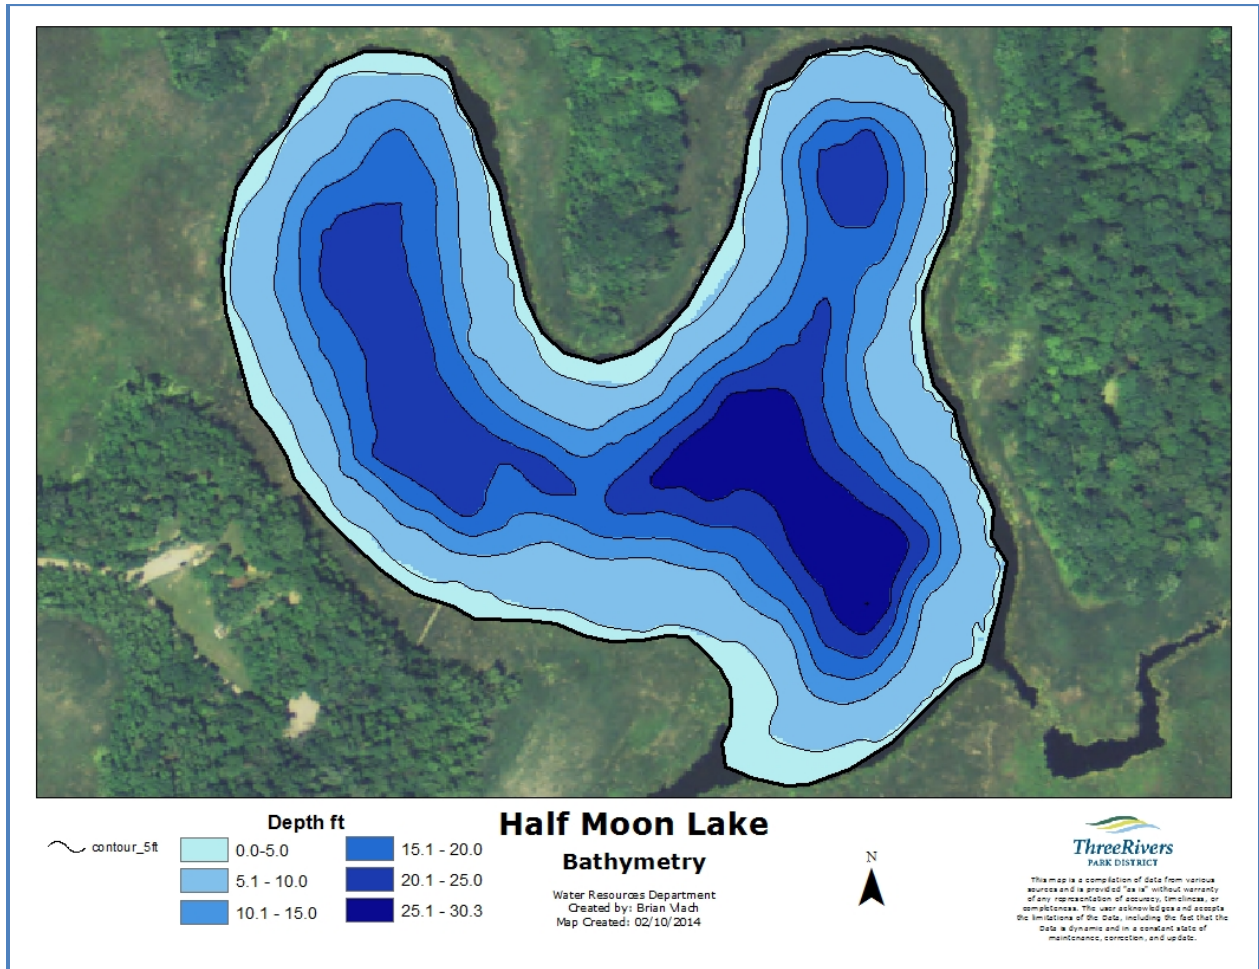 Depth ft
contour_5ft
0.0-5.0
5.1 - 10.0
10.1 - 15.0
15.1 - 20.0
20.1 - 25.0
25.1 - 30.3
Half Moon Lake
Bathymetry
Water Resources Department
Created by: Brian Vlach
Map Created: 02/10/2014
N
ThreeRivers
PARK DISTRICT
This map is a compilation of data from various
sources and is provided "as is" without warranty
of any representation of accuracy, timeliness, or
completeness. The user acknowledges and accepts
the limitations of the Data, including the fact that the
Data is dynamic and in a constant state of
maintenance, correction, and update.